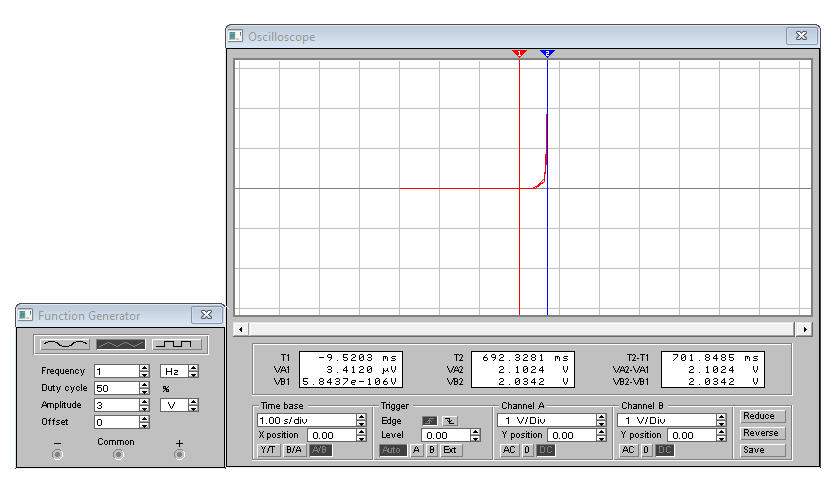 Oscilloscope
1 2
Function Generator
Frequency 1 Hz
Duty cycle 50 %
Amplitude 3 V
Offset 0
− Common +
T1 -9.5203 ms T2 692.3281 ms T2-T1 701.8485 ms
VA1 3.4120 µV VA2 2.1024 V VA2-VA1 2.1024 V
VB1 5.8437e-106V VB2 2.0342 V VB2-VB1 2.0342 V
Time base Trigger Channel A Channel B
1.00 s/div Edge 1 V/Div 1 V/Div Reduce
X position 0.00 Level 0.00 Y position 0.00 Y position 0.00 Reverse
Y/T B/A A/B Auto A B Ext AC 0 DC AC 0 DC Save